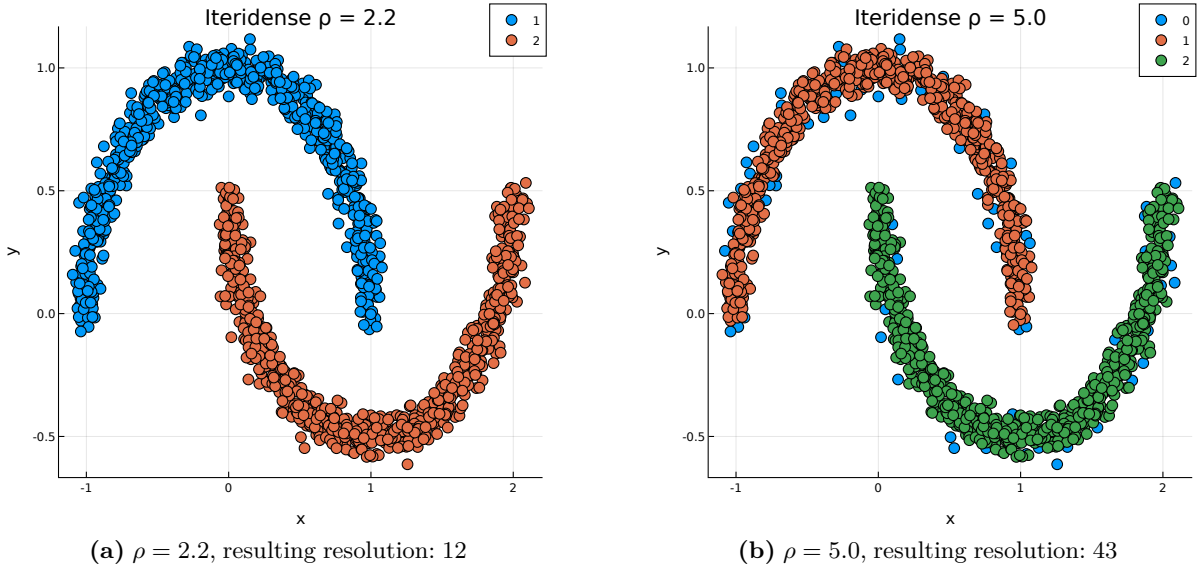 Iteridense ρ = 2.2
1
2
1.0
0.5
0.0
-0.5
y
-1
0
1
2
x
(a) ρ = 2.2, resulting resolution: 12
Iteridense ρ = 5.0
0
1
2
1.0
0.5
0.0
-0.5
y
-1
0
1
2
x
(b) ρ = 5.0, resulting resolution: 43